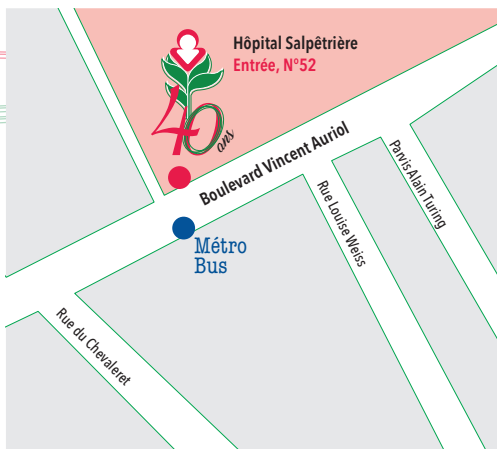 Hôpital Salpêtrière
Entrée, N°52
40
ans
Boulevard Vincent Auriol
Parvis Alain Turing
Rue Louise Weiss
Métro
Bus
Rue du Chevaleret